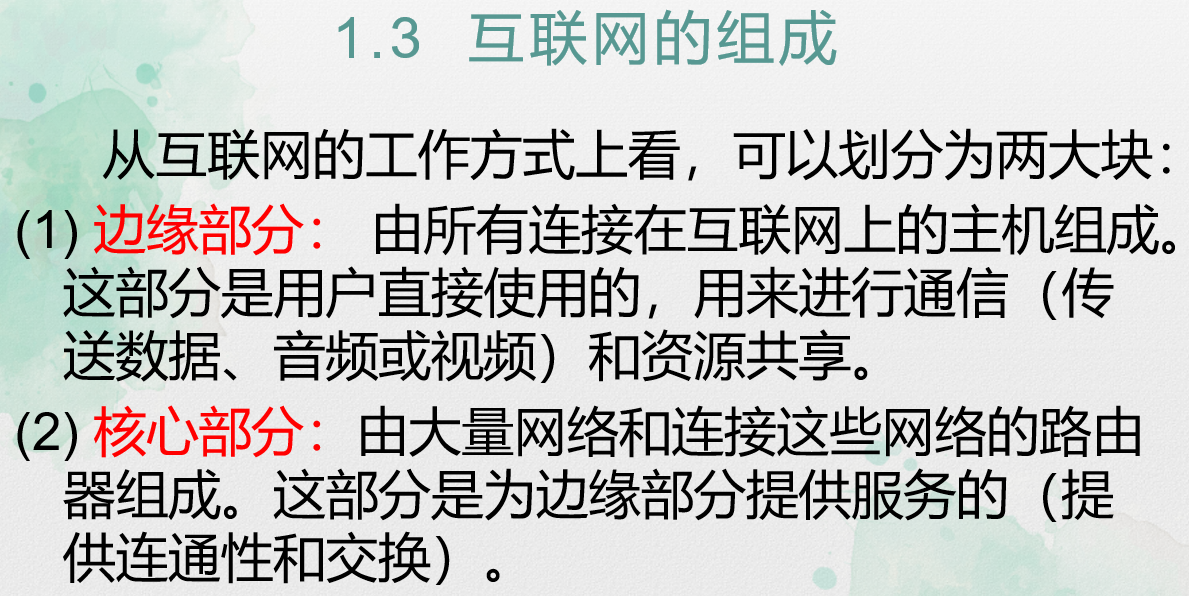 1.3 互联网的组成
从互联网的工作方式上看，可以划分为两大块：
(1) 边缘部分： 由所有连接在互联网上的主机组成。
这部分是用户直接使用的，用来进行通信（传
送数据、音频或视频）和资源共享。
(2) 核心部分：由大量网络和连接这些网络的路由
器组成。这部分是为边缘部分提供服务的（提
供连通性和交换）。